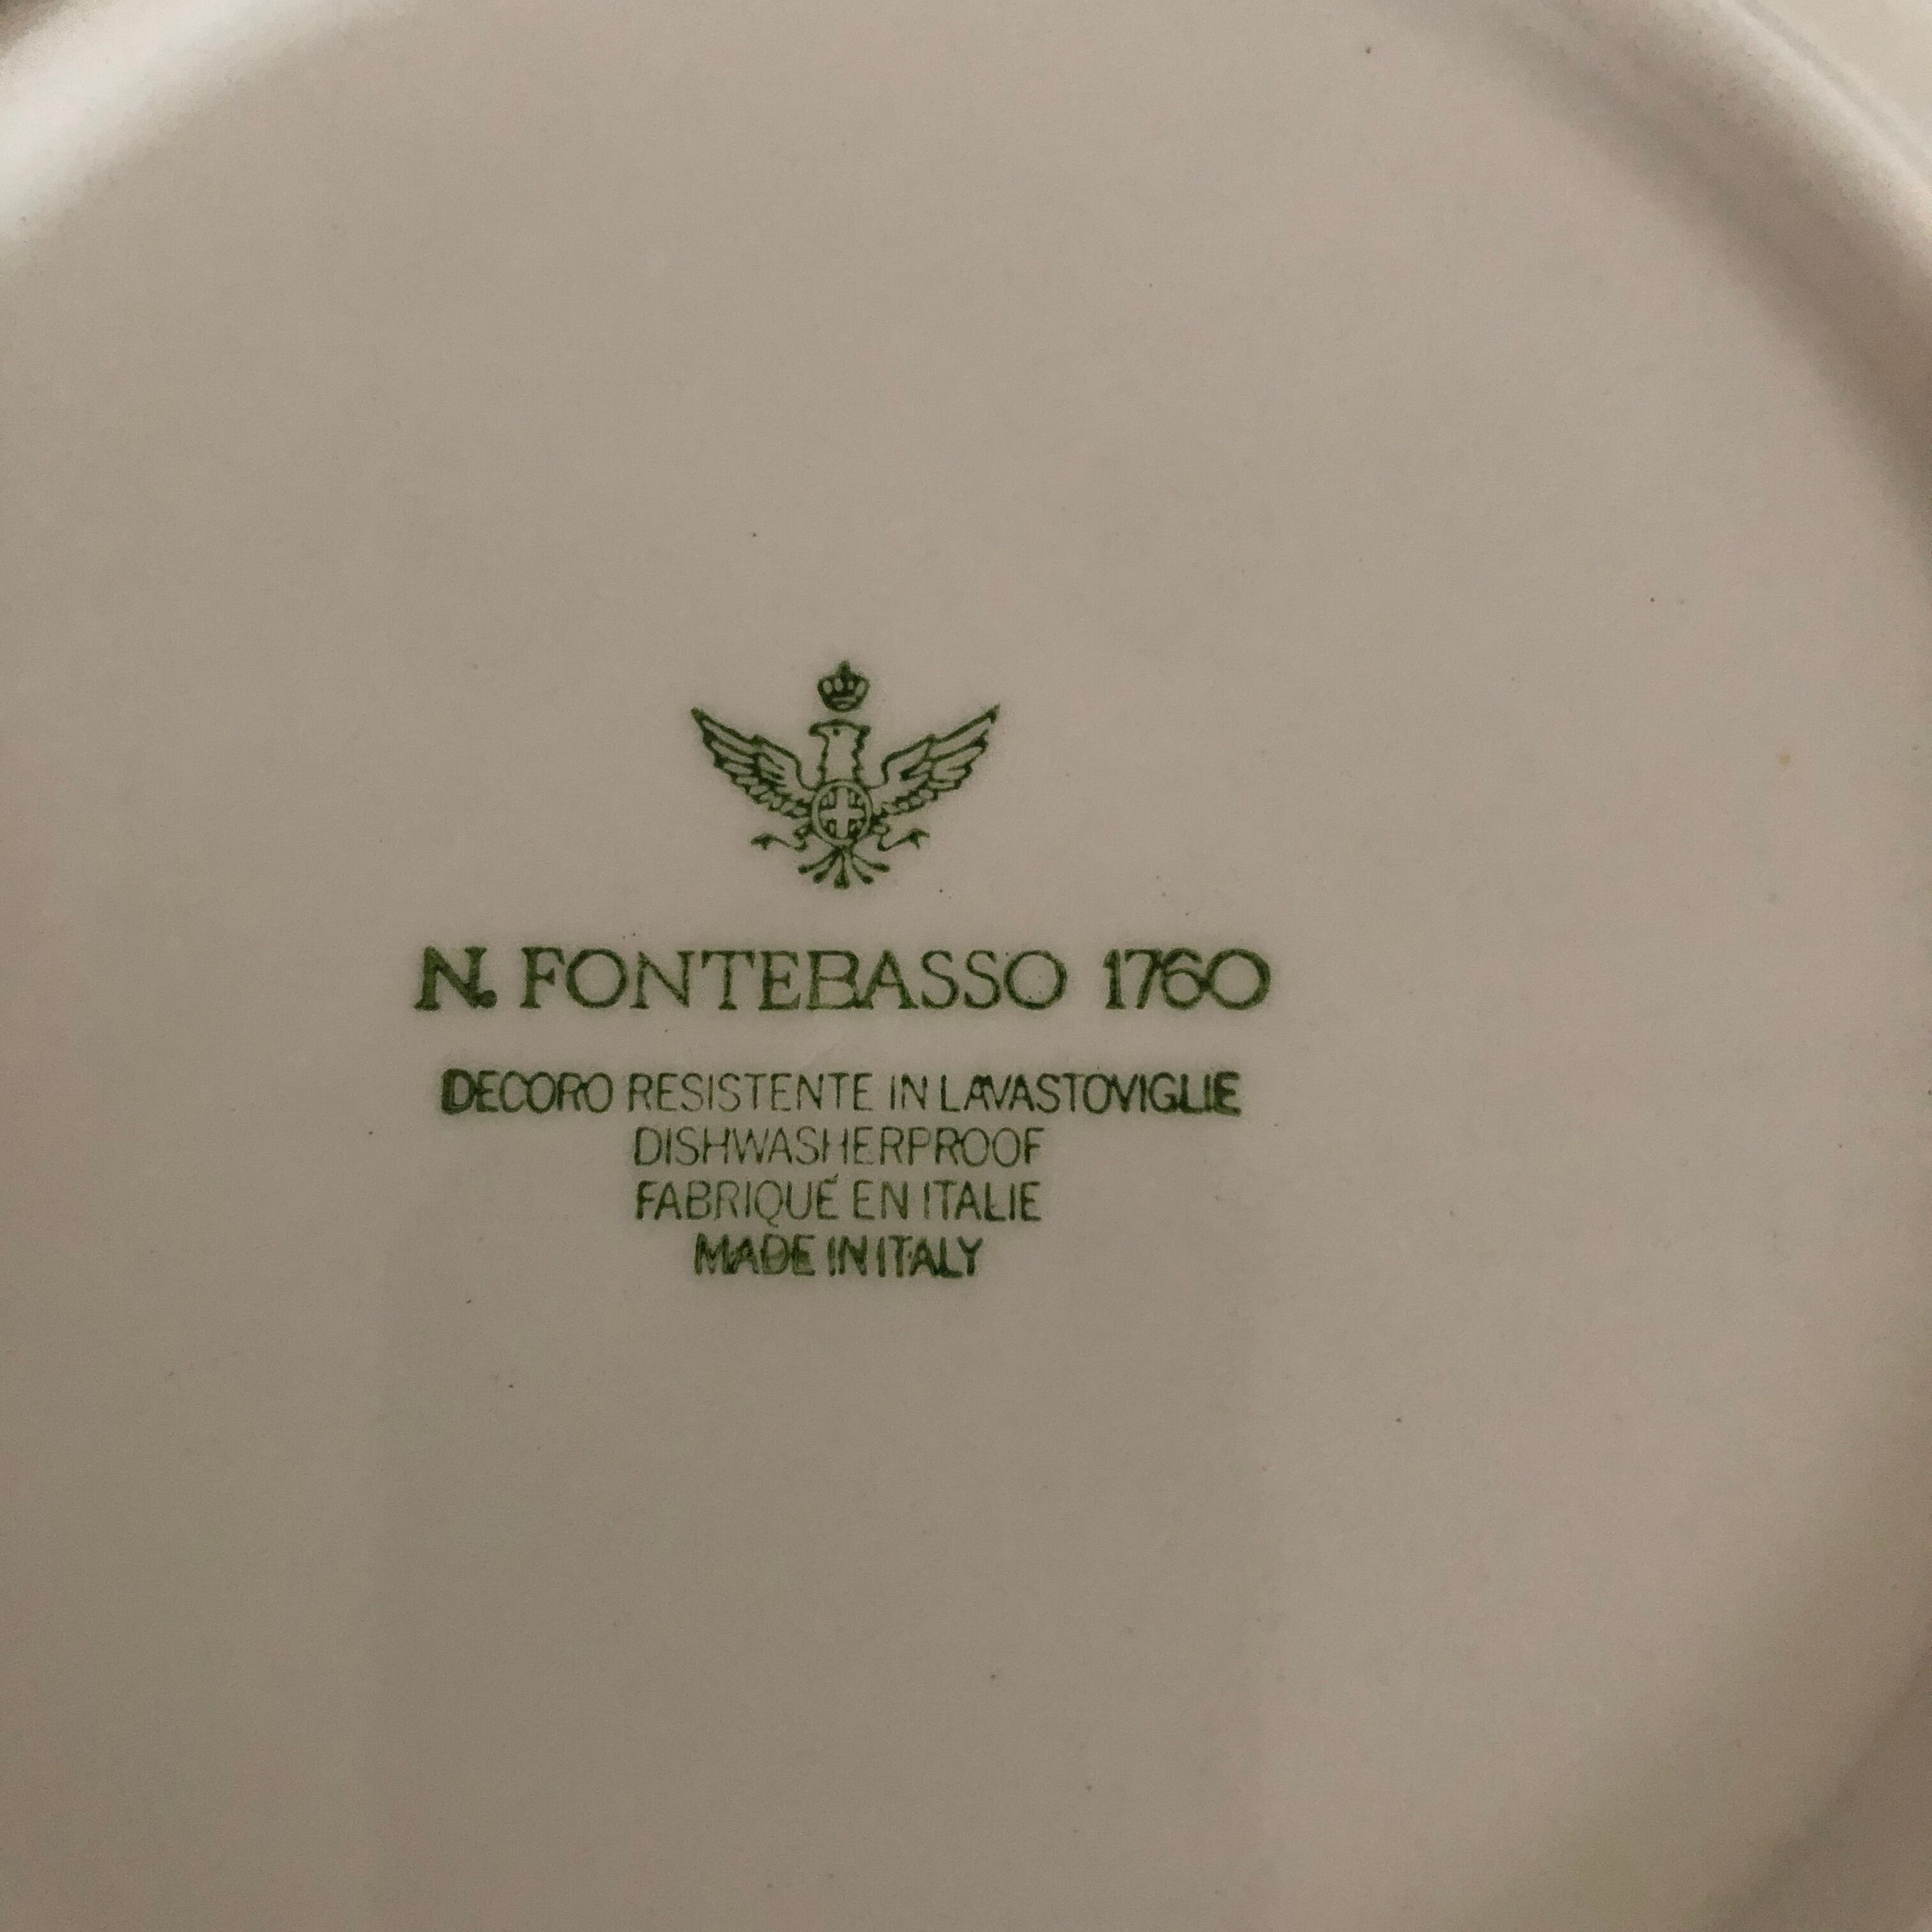 N. FONTEBASSO 1760
DECORO RESISTENTE IN LAVASTOVIGLIE
DISHWASHERPROOF
FABRIQUÉ EN ITALIE
MADE IN ITALY